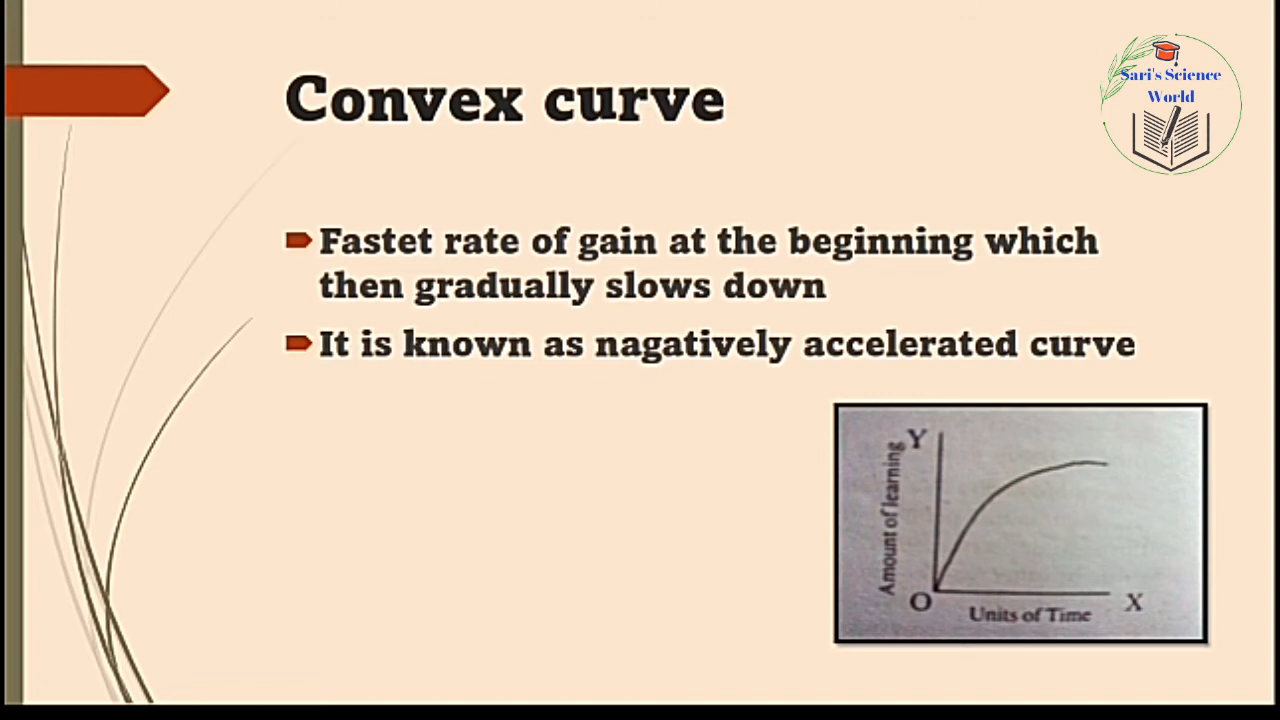 Convex curve
Sari's Science
World
Fastet rate of gain at the beginning which
then gradually slows down
It is known as nagatively accelerated curve
Y
Amount of learning
O
X
Units of Time